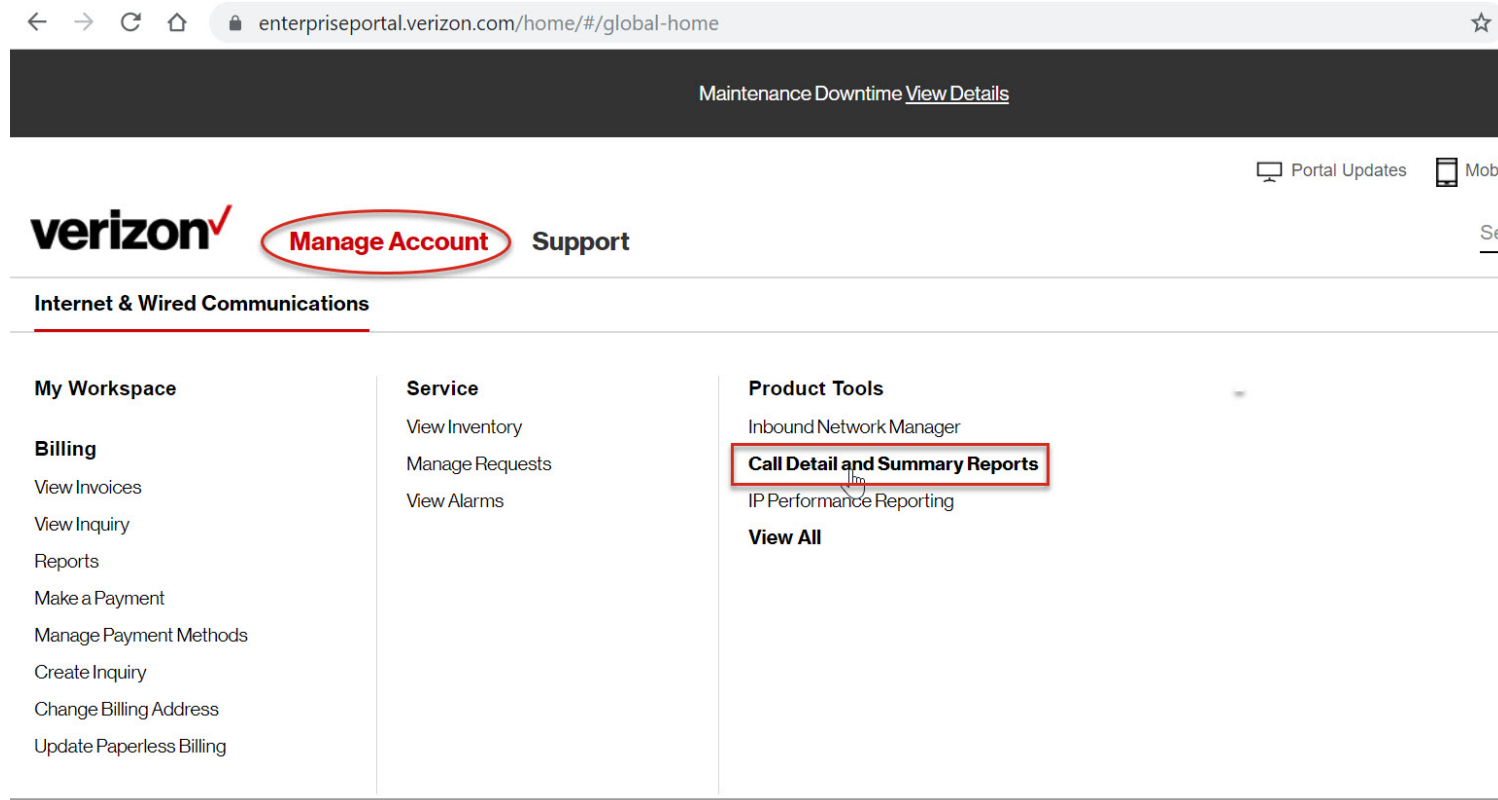 enterpriseportal.verizon.com/home/#/global-home
Maintenance Downtime View Details
Portal Updates
Mob
verizon
Manage Account
Support
Se
Internet & Wired Communications
My Workspace
Billing
View Invoices
View Inquiry
Reports
Make a Payment
Manage Payment Methods
Create Inquiry
Change Billing Address
Update Paperless Billing
Service
View Inventory
Manage Requests
View Alarms
Product Tools
Inbound Network Manager
Call Detail and Summary Reports
IP Performance Reporting
View All